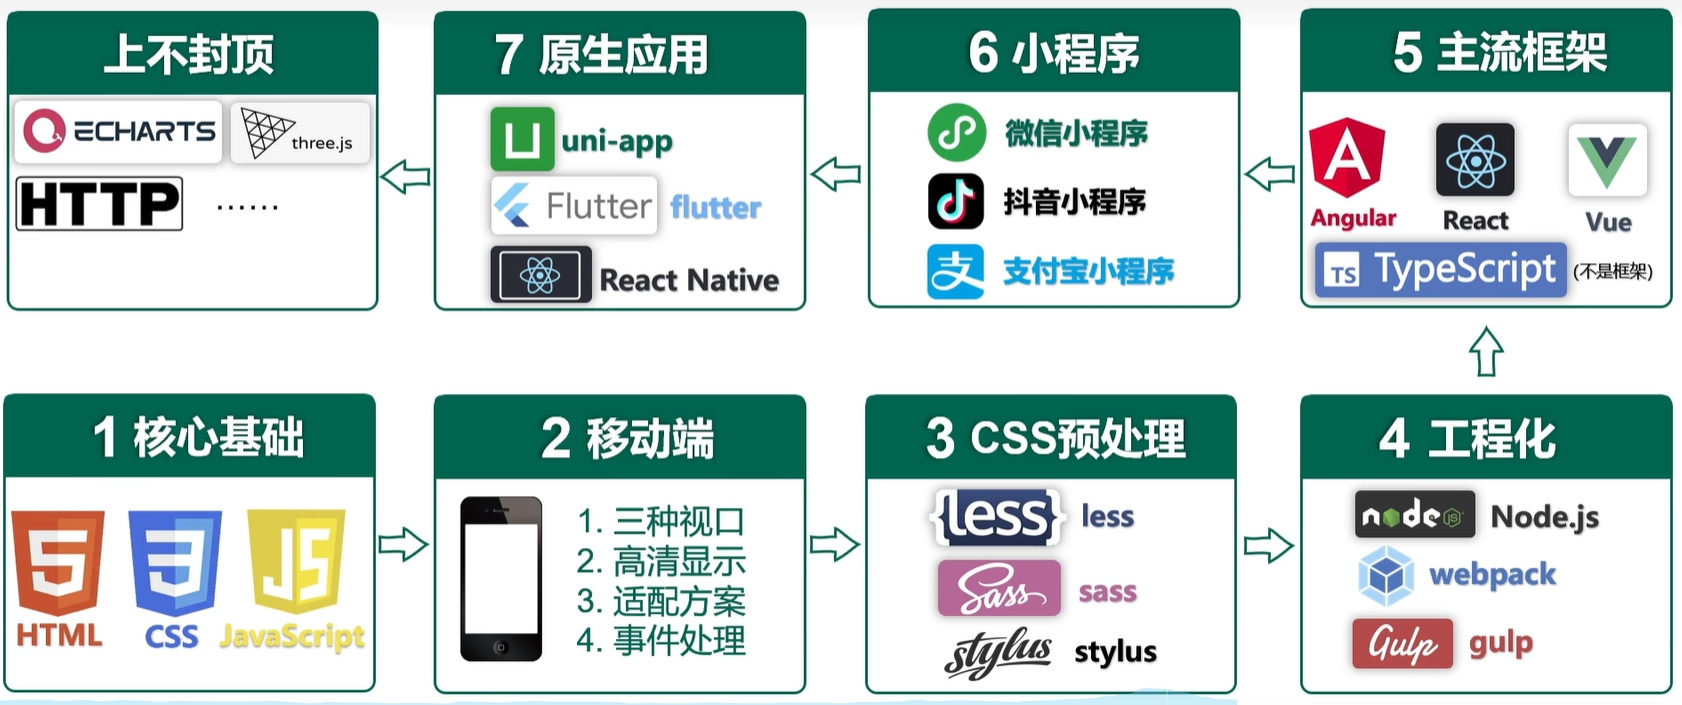 上不封顶
ECHARTS
three.js
HTTP
······
7 原生应用
uni-app
Flutter flutter
React Native
6 小程序
微信小程序
抖音小程序
支 支付宝小程序
5 主流框架
Angular
React
Vue
TS TypeScript (不是框架)
1 核心基础
HTML
CSS
JS
JavaScript
2 移动端
1. 三种视口
2. 高清显示
3. 适配方案
4. 事件处理
3 CSS预处理
{less} less
Sass sass
stylus stylus
4 工程化
node JS Node.js
webpack
Gulp gulp